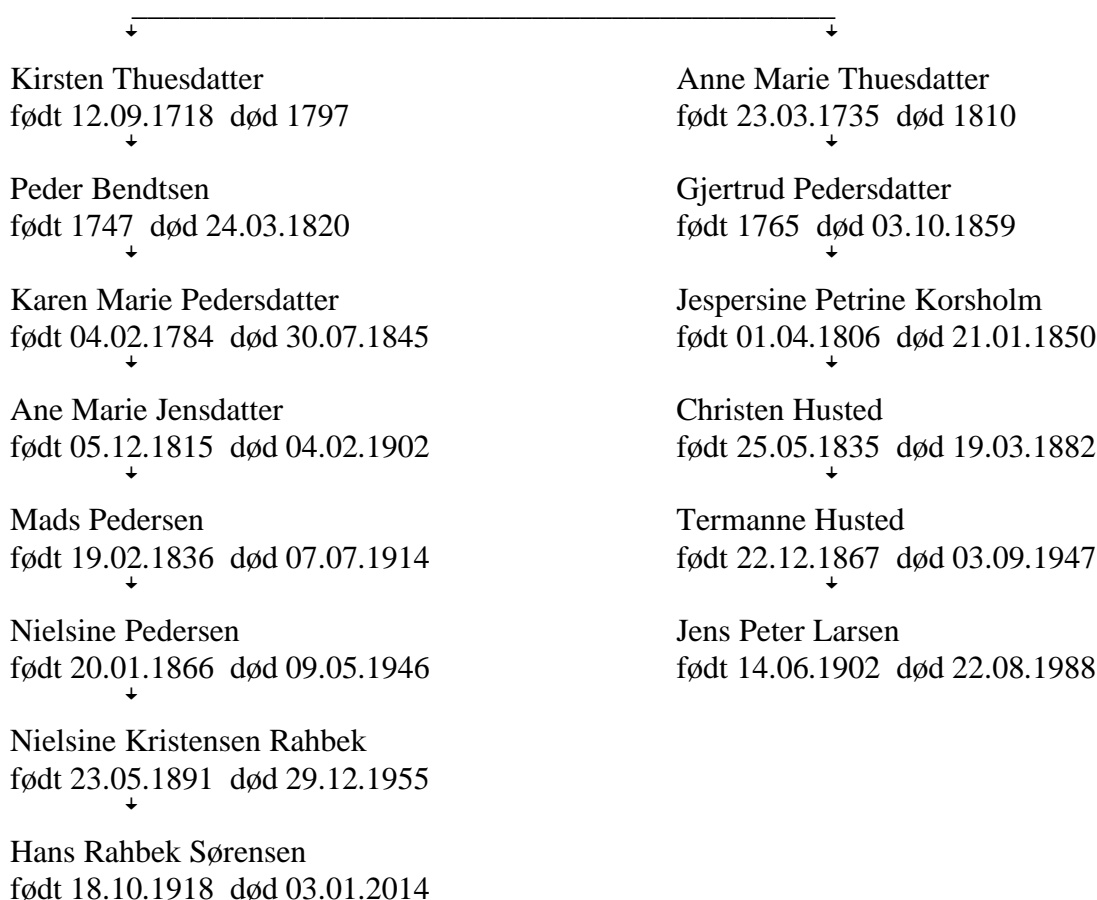 Kirsten Thuesdatter
født 12.09.1718 død 1797
Peder Bendtsen
født 1747 død 24.03.1820
Karen Marie Pedersdatter
født 04.02.1784 død 30.07.1845
Ane Marie Jensdatter
født 05.12.1815 død 04.02.1902
Mads Pedersen
født 19.02.1836 død 07.07.1914
Nielsine Pedersen
født 20.01.1866 død 09.05.1946
Nielsine Kristensen Rahbek
født 23.05.1891 død 29.12.1955
Hans Rahbek Sørensen
født 18.10.1918 død 03.01.2014
Anne Marie Thuesdatter
født 23.03.1735 død 1810
Gjertrud Pedersdatter
født 1765 død 03.10.1859
Jespersine Petrine Korsholm
født 01.04.1806 død 21.01.1850
Christen Husted
født 25.05.1835 død 19.03.1882
Termanne Husted
født 22.12.1867 død 03.09.1947
Jens Peter Larsen
født 14.06.1902 død 22.08.1988